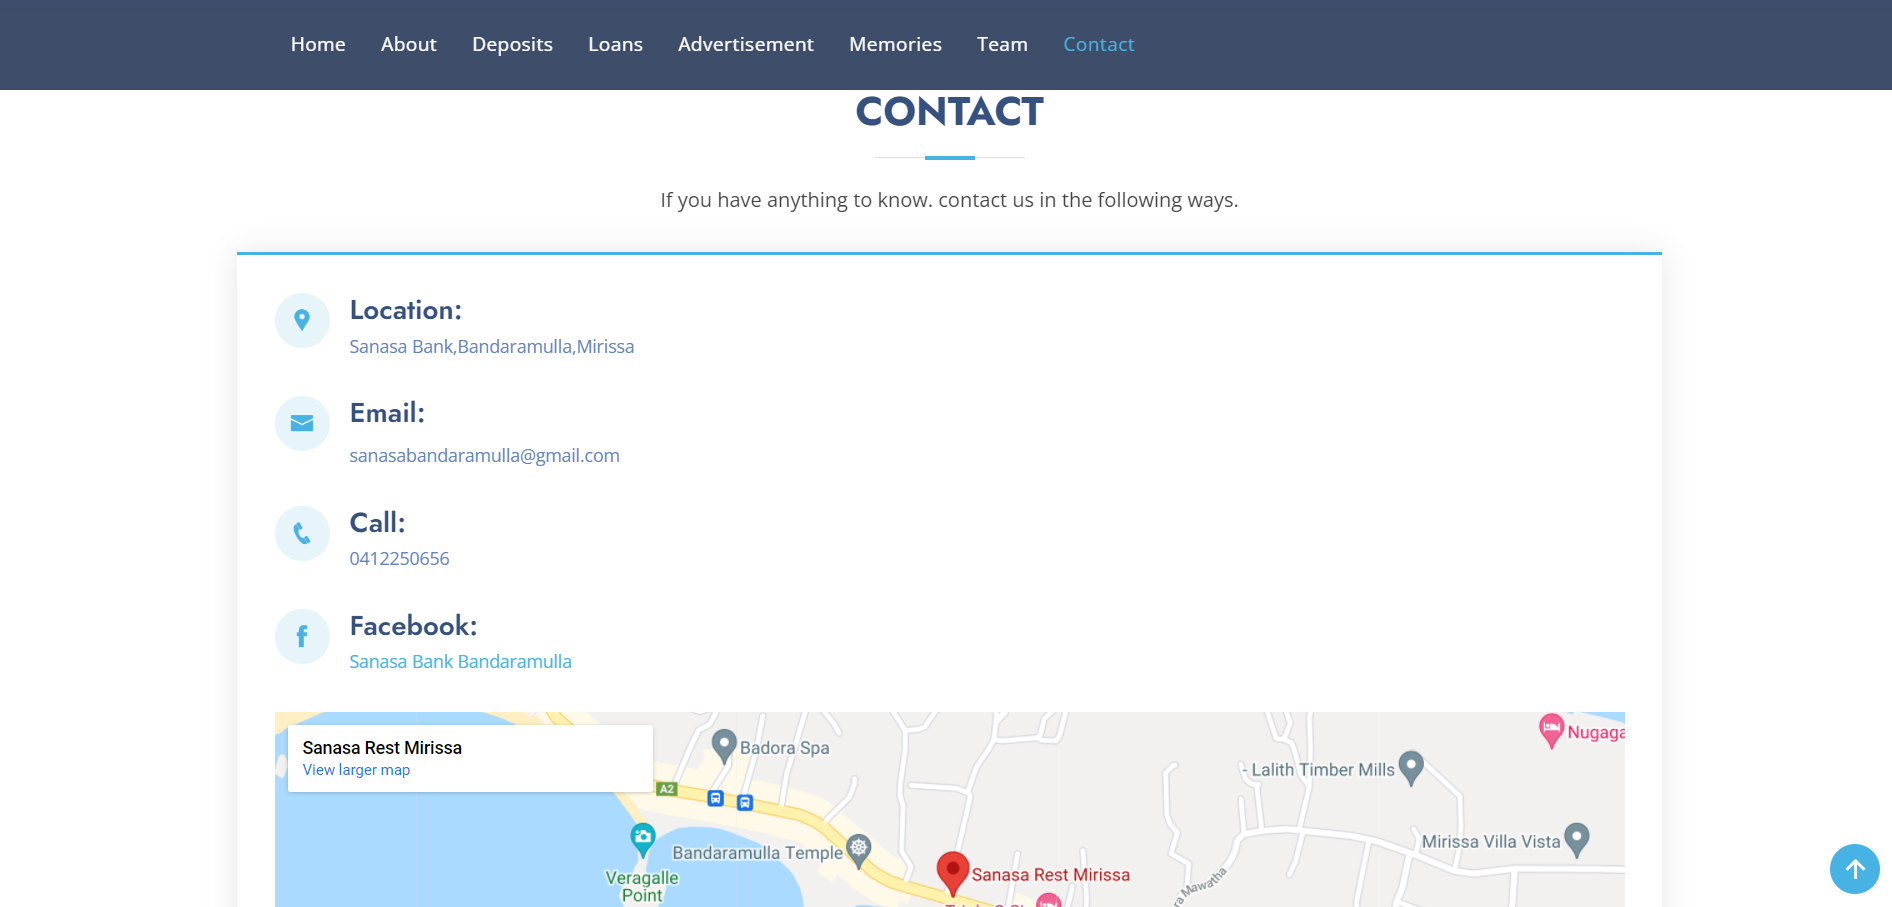 Home About Deposits Loans Advertisement Memories Team Contact
CONTACT
If you have anything to know. contact us in the following ways.
Location:
Sanasa Bank,Bandaramulla,Mirissa
Email:
sanasabandaramulla@gmail.com
Call:
0412250656
Facebook:
Sanasa Bank Bandaramulla
Sanasa Rest Mirissa
View larger map
Badora Spa
Nugaga
- Lalith Timber Mills
A2
Mirissa Villa Vista
Bandaramulla Temple
Veragalle
Point
Sanasa Rest Mirissa
Mawatha